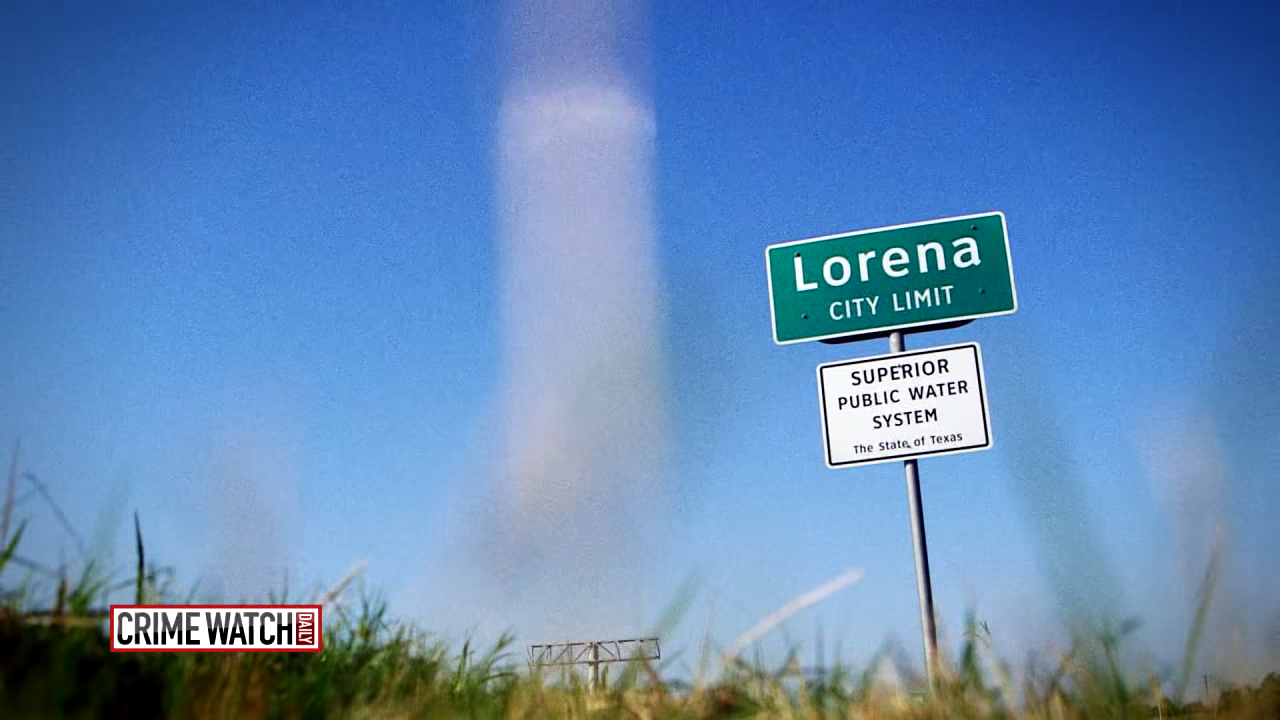 Lorena
CITY LIMIT
SUPERIOR
PUBLIC WATER
SYSTEM
The State of Texas
CRIME WATCH DAILY